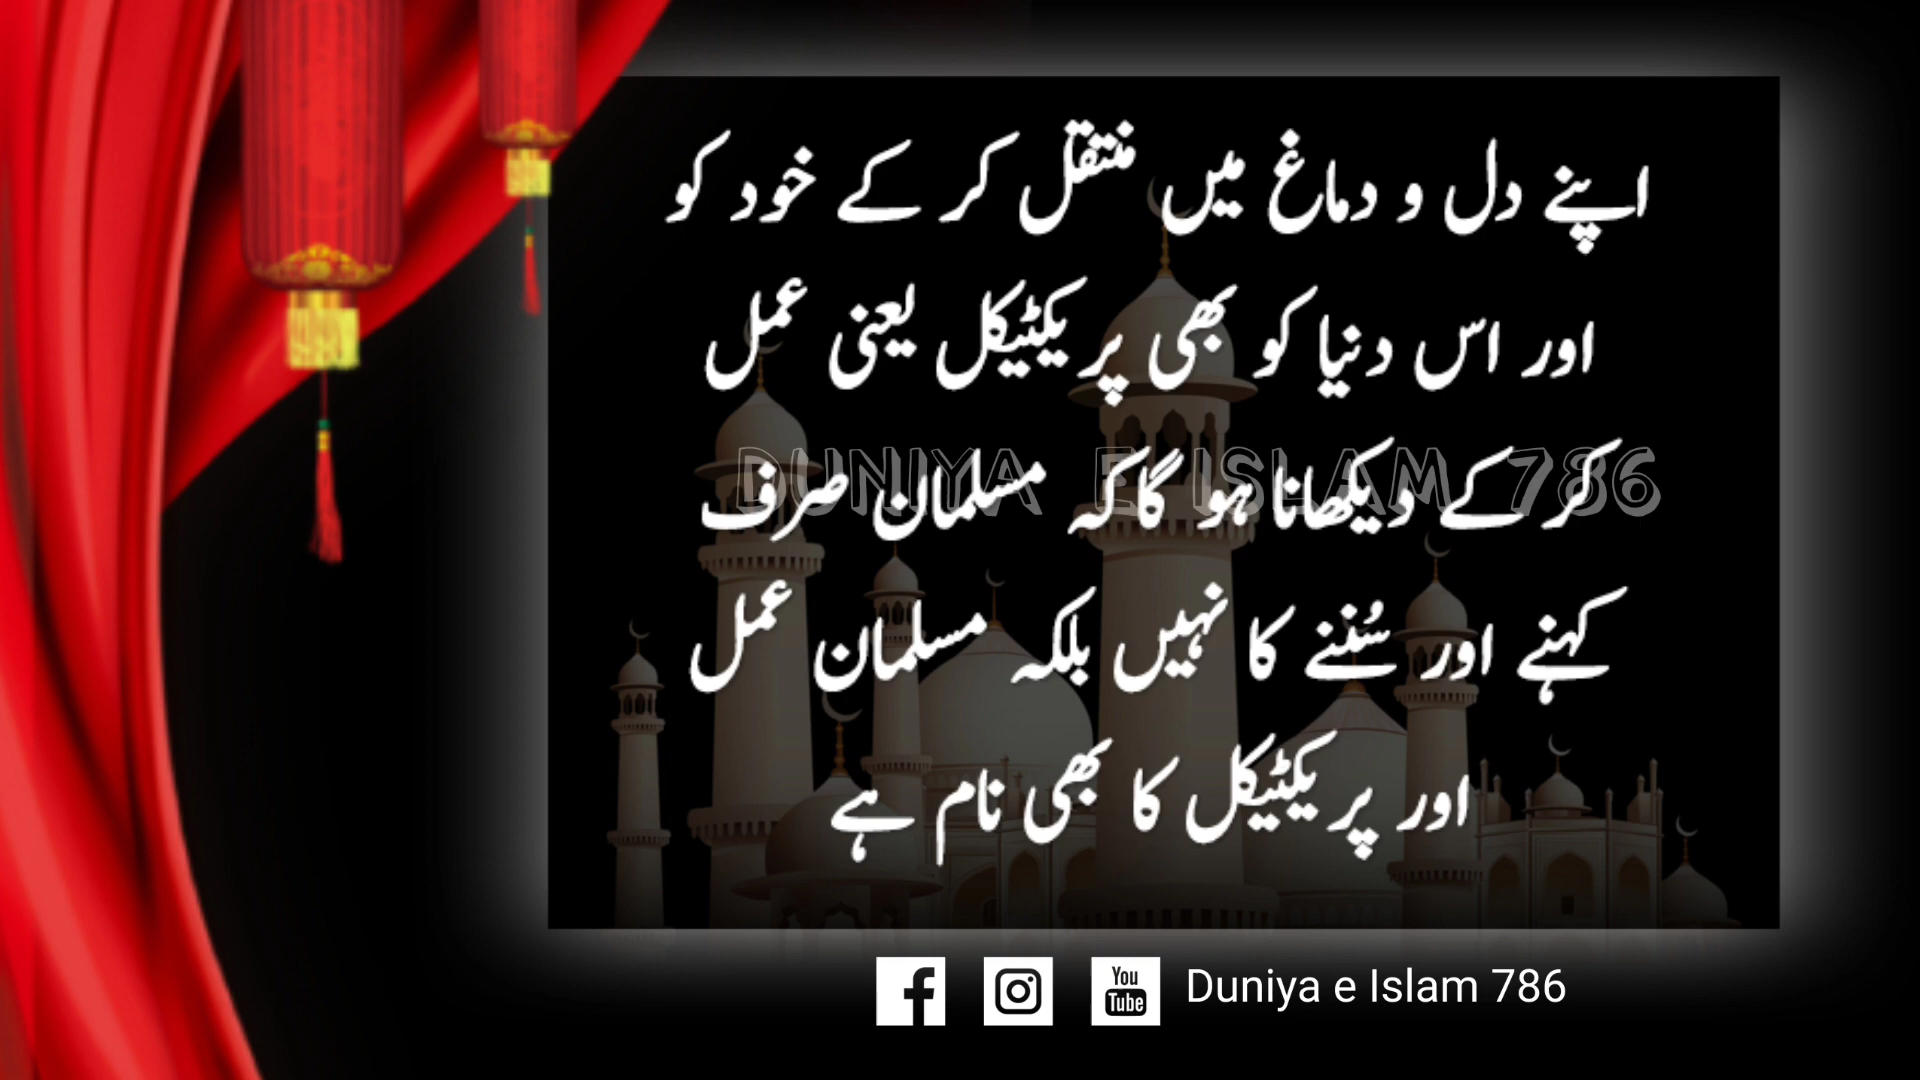 اپنے دل و دماغ میں منتقل کر کے خود کو
اور اس دنیا کو بھی پریکٹیکل یعنی عمل
کر کے دیکھانا ہو گا کہ مسلمان صرف
DUNIYA E ISLAM 786
کہنے اور سُننے کا نہیں بلکہ مسلمان عمل
اور پریکٹیکل کا بھی نام ہے
You Tube
Duniya e Islam 786